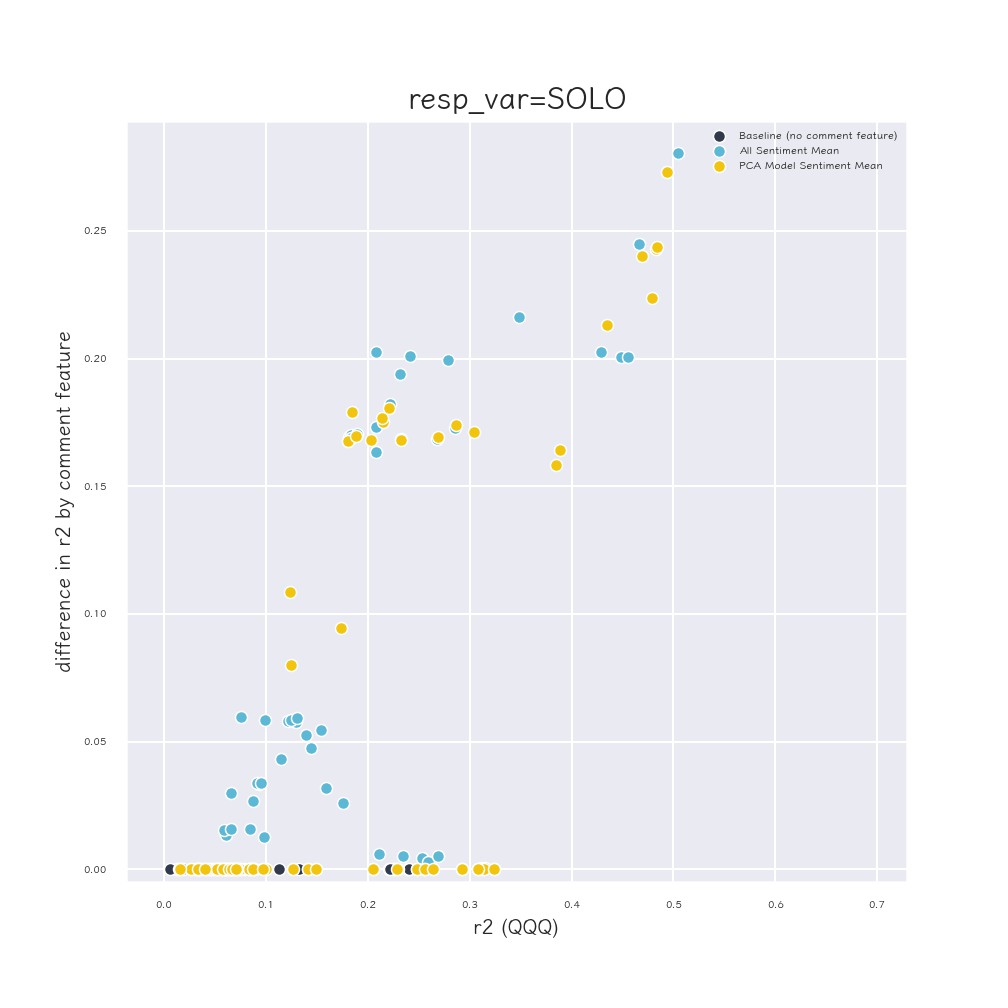 resp_var=SOLO
Baseline (no comment feature)
All Sentiment Mean
PCA Model Sentiment Mean
difference in r2 by comment feature
0.25
0.20
0.15
0.10
0.05
0.00
0.0 0.1 0.2 0.3 0.4 0.5 0.6 0.7
r2 (QQQ)